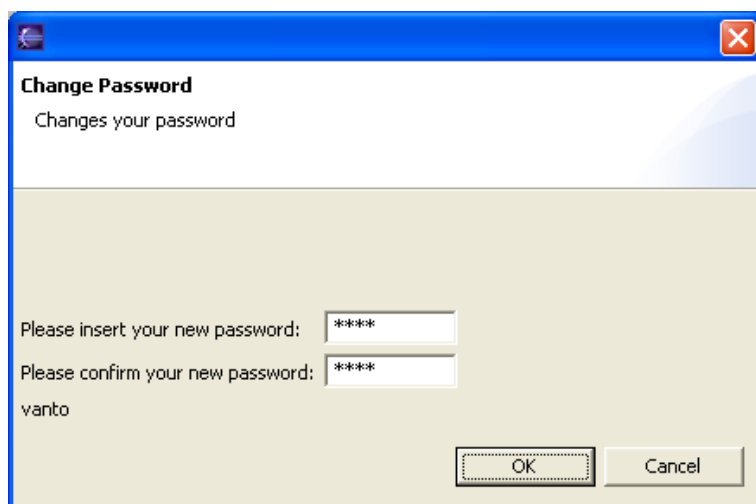 Change Password
Changes your password
Please insert your new password: ****
Please confirm your new password: ****
vanto
OK Cancel